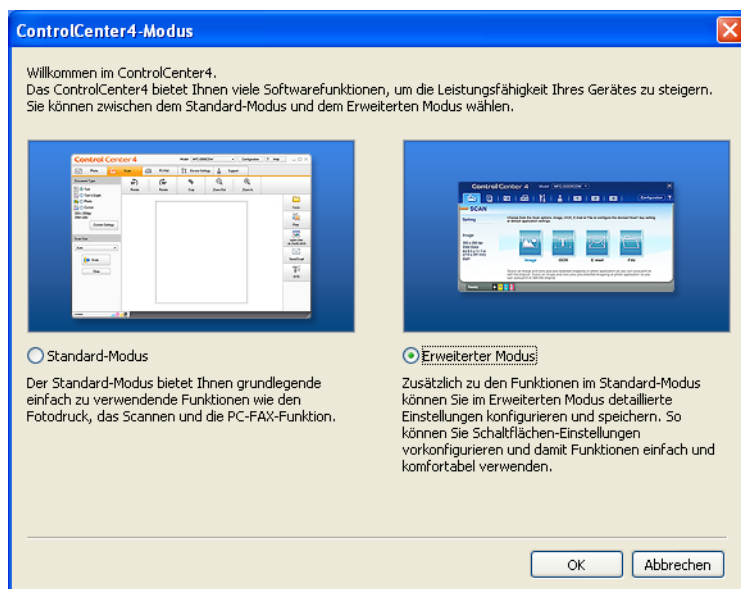 ControlCenter4-Modus
Willkommen im ControlCenter4.
Das ControlCenter4 bietet Ihnen viele Softwarefunktionen, um die Leistungsfähigkeit Ihres Gerätes zu steigern.
Sie können zwischen dem Standard-Modus und dem Erweiterten Modus wählen.
Control Center 4
Control Center 4
SCAN
Image
OCR
E-mail
File
Standard-Modus
Der Standard-Modus bietet Ihnen grundlegende
einfach zu verwendende Funktionen wie den
Fotodruck, das Scannen und die PC-FAX-Funktion.
Erweiterter Modus
Zusätzlich zu den Funktionen im Standard-Modus
können Sie im Erweiterten Modus detaillierte
Einstellungen konfigurieren und speichern. So
können Sie Schaltflächen-Einstellungen
vorkonfigurieren und damit Funktionen einfach und
komfortabel verwenden.
OK
Abbrechen